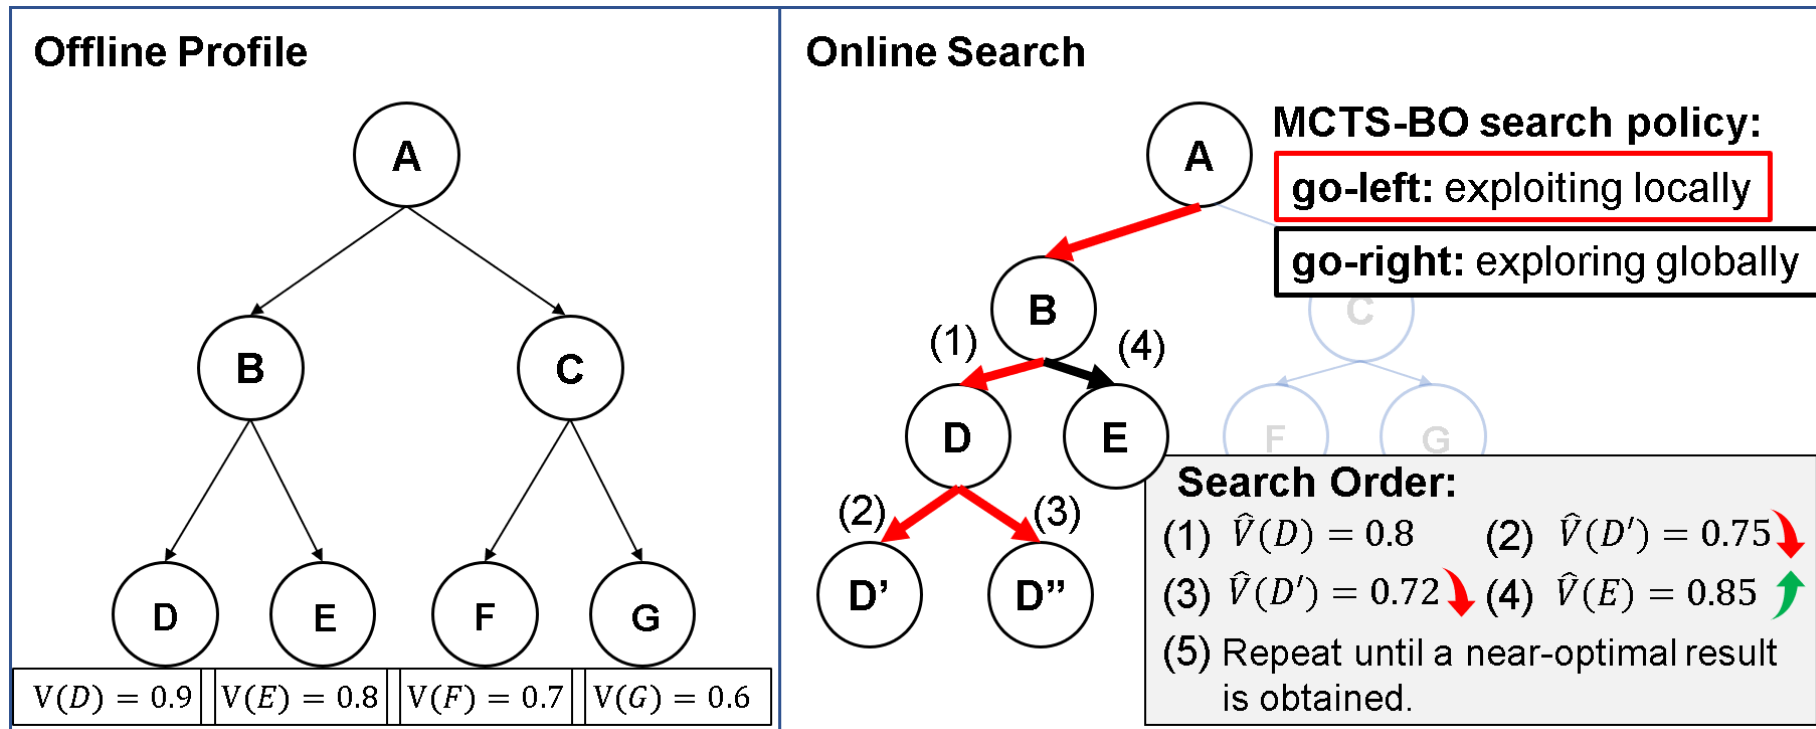 Offline Profile
A
B
C
D
E
F
G
V(D) = 0.9
V(E) = 0.8
V(F) = 0.7
V(G) = 0.6
Online Search
A
MCTS-BO search policy:
go-left: exploiting locally
go-right: exploring globally
B
C
(1)
(4)
D
E
F
G
(2)
(3)
D'
D''
Search Order:
(1) V̂(D) = 0.8 (2) V̂(D′) = 0.75
(3) V̂(D′) = 0.72 (4) V̂(E) = 0.85
(5) Repeat until a near-optimal result
is obtained.